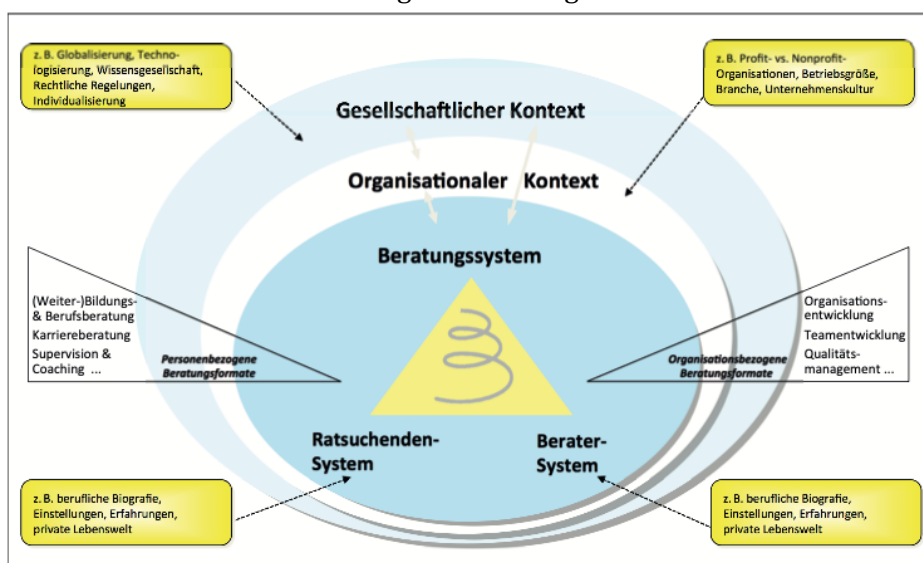 z. B. Globalisierung, Techno-
logisierung, Wissensgesellschaft,
Rechtliche Regelungen,
Individualisierung
z. B. Profit- vs. Nonprofit-
Organisationen, Betriebsgröße,
Branche, Unternehmenskultur
Gesellschaftlicher Kontext
Organisationaler Kontext
Beratungssystem
(Weiter-)Bildungs-
& Berufsberatung
Karriereberatung
Supervision &
Coaching ...
Personenbezogene
Beratungsformate
Organisationsbezogene
Beratungsformate
Organisations-
entwicklung
Teamentwicklung
Qualitäts-
management ...
Ratsuchenden-
System
Berater-
System
z. B. berufliche Biografie,
Einstellungen, Erfahrungen,
private Lebenswelt
z. B. berufliche Biografie,
Einstellungen, Erfahrungen,
private Lebenswelt